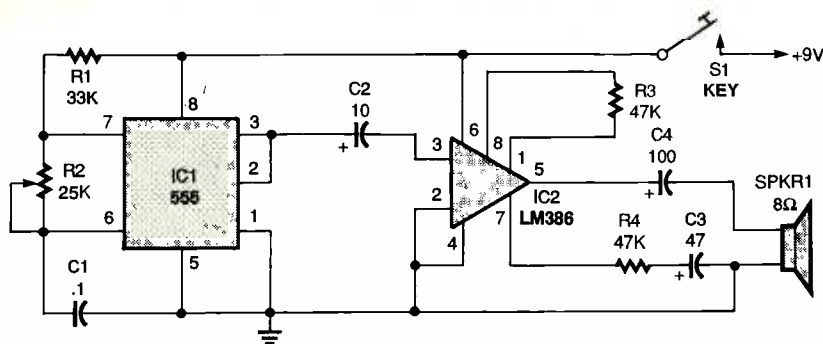 R1
33K
7
8
3
2
1
R2
25K
IC1
555
6
5
C1
.1
C2
10
+
3
6
8
1
5
2
4
7
IC2
LM386
R3
47K
S1
KEY
+9V
C4
100
+
R4
47K
C3
47
+
SPKR1
8Ω